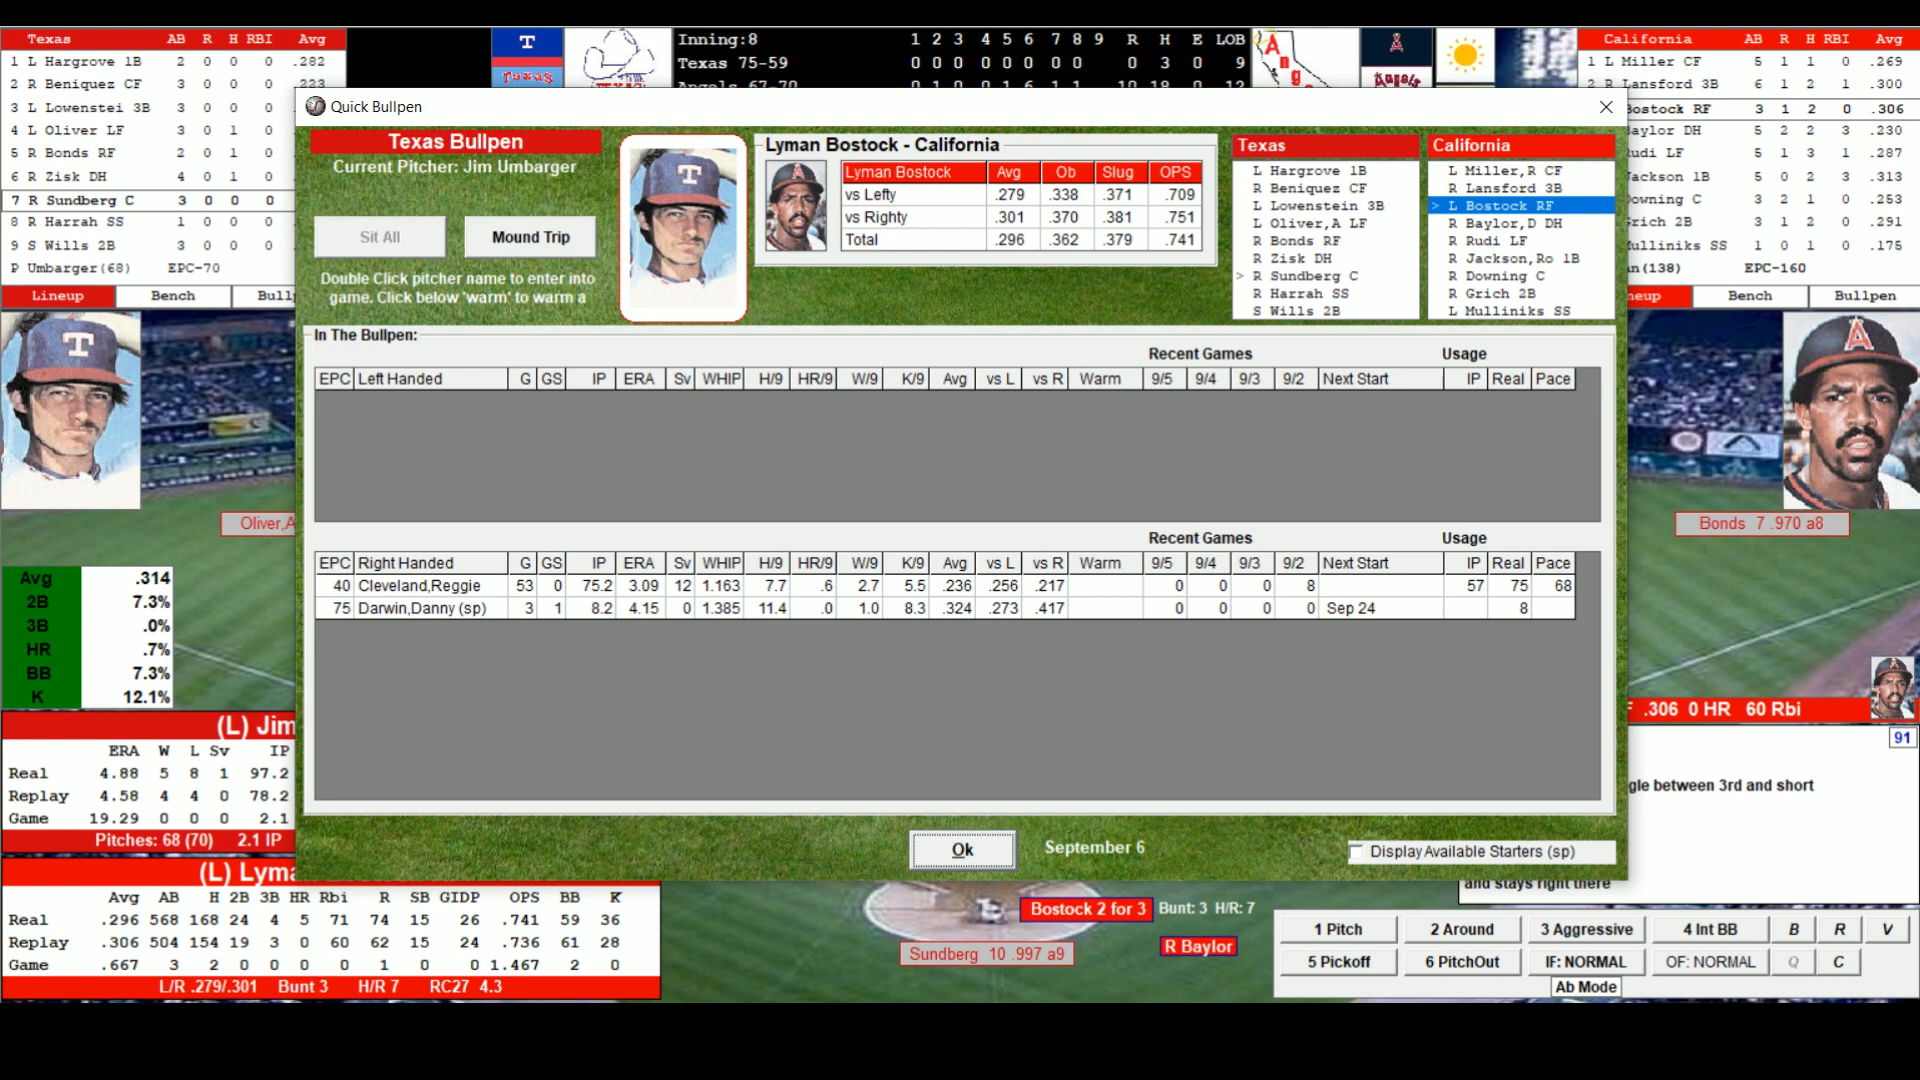 Texas AB R H RBI Avg
1 L Hargrove 1B 2 0 0 0 .282
2 R Beniquez CF 3 0 0 0 .223
3 L Lowenstei 3B 3 0 0 0
4 L Oliver LF 3 0 1 0
5 R Bonds RF 2 0 1 0
6 R Zisk DH 4 0 1 0
7 R Sundberg C 3 0 0 0
8 R Harrah SS 1 0 0 0
9 S Wills 2B 3 0 0 0
P Umbarger(68) EPC-70
Lineup Bench
T
Texas
Inning:8 1 2 3 4 5 6 7 8 9 R H E LOB
Texas 75-59 0 0 0 0 0 0 0 0 0 3 0 9
Angels 67-70 0 1 0 0 1 6 1 1 10 18 0 12
California AB R H RBI Avg
1 L Miller CF 5 1 1 0 .269
2 R Lansford 3B 6 1 2 1 .300
Bostock RF 3 1 2 0 .306
Baylor DH 5 2 2 3 .230
Rudi LF 5 1 3 1 .287
Jackson 1B 5 0 2 3 .313
Downing C 3 2 1 0 .253
Grich 2B 3 1 2 0 .291
Mulliniks SS 1 0 1 0 .175
an(138) EPC-160
Bench Bullpen
Quick Bullpen
Texas Bullpen
Current Pitcher: Jim Umbarger
Sit All Mound Trip
Double Click pitcher name to enter into
game. Click below 'warm' to warm a
Lyman Bostock - California
Lyman Bostock Avg Ob Slug OPS
vs Lefty .279 .338 .371 .709
vs Righty .301 .370 .381 .751
Total .296 .362 .379 .741
Texas
L Hargrove 1B
R Beniquez CF
L Lowenstein 3B
L Oliver,A LF
R Bonds RF
R Zisk DH
> R Sundberg C
R Harrah SS
S Wills 2B
California
L Miller,R CF
R Lansford 3B
> L Bostock RF
R Baylor,D DH
R Rudi LF
R Jackson,Ro 1B
R Downing C
R Grich 2B
L Mulliniks SS
In The Bullpen:
Recent Games Usage
EPC Left Handed G GS IP ERA Sv WHIP H/9 HR/9 W/9 K/9 Avg vs L vs R Warm 9/5 9/4 9/3 9/2 Next Start IP Real Pace
Recent Games Usage
EPC Right Handed G GS IP ERA Sv WHIP H/9 HR/9 W/9 K/9 Avg vs L vs R Warm 9/5 9/4 9/3 9/2 Next Start IP Real Pace
40 Cleveland,Reggie 53 0 75.2 3.09 12 1.163 7.7 .6 2.7 5.5 .236 .256 .217 0 0 0 8 57 75 68
75 Darwin,Danny (sp) 3 1 8.2 4.15 0 1.385 11.4 .0 1.0 8.3 .324 .273 .417 0 0 0 0 Sep 24 8
Ok
September 6
Display Available Starters (sp)
Oliver,A
Bonds 7 .970 a8
Avg .314
2B 7.3%
3B .0%
HR .7%
BB 7.3%
K 12.1%
(L) Jim
ERA W L Sv IP
Real 4.88 5 8 1 97.2
Replay 4.58 4 4 0 78.2
Game 19.29 0 0 0 2.1
Pitches: 68 (70) 2.1 IP
(L) Lyma
Avg AB H 2B 3B HR Rbi R SB GIDP OPS BB K
Real .296 568 168 24 4 5 71 74 15 26 .741 59 36
Replay .306 504 154 19 3 0 60 62 15 24 .736 61 28
Game .667 3 2 0 0 0 0 1 0 0 1.467 2 0
L/R .279/.301 Bunt 3 H/R 7 RC27 4.3
Bostock 2 for 3 Bunt: 3 H/R: 7
R Baylor
Sundberg 10 .997 a9
.306 0 HR 60 Rbi
91
gle between 3rd and short
and stays right there
1 Pitch 2 Around 3 Aggressive 4 Int BB B R V
5 Pickoff 6 PitchOut IF: NORMAL OF: NORMAL Q C
Ab Mode